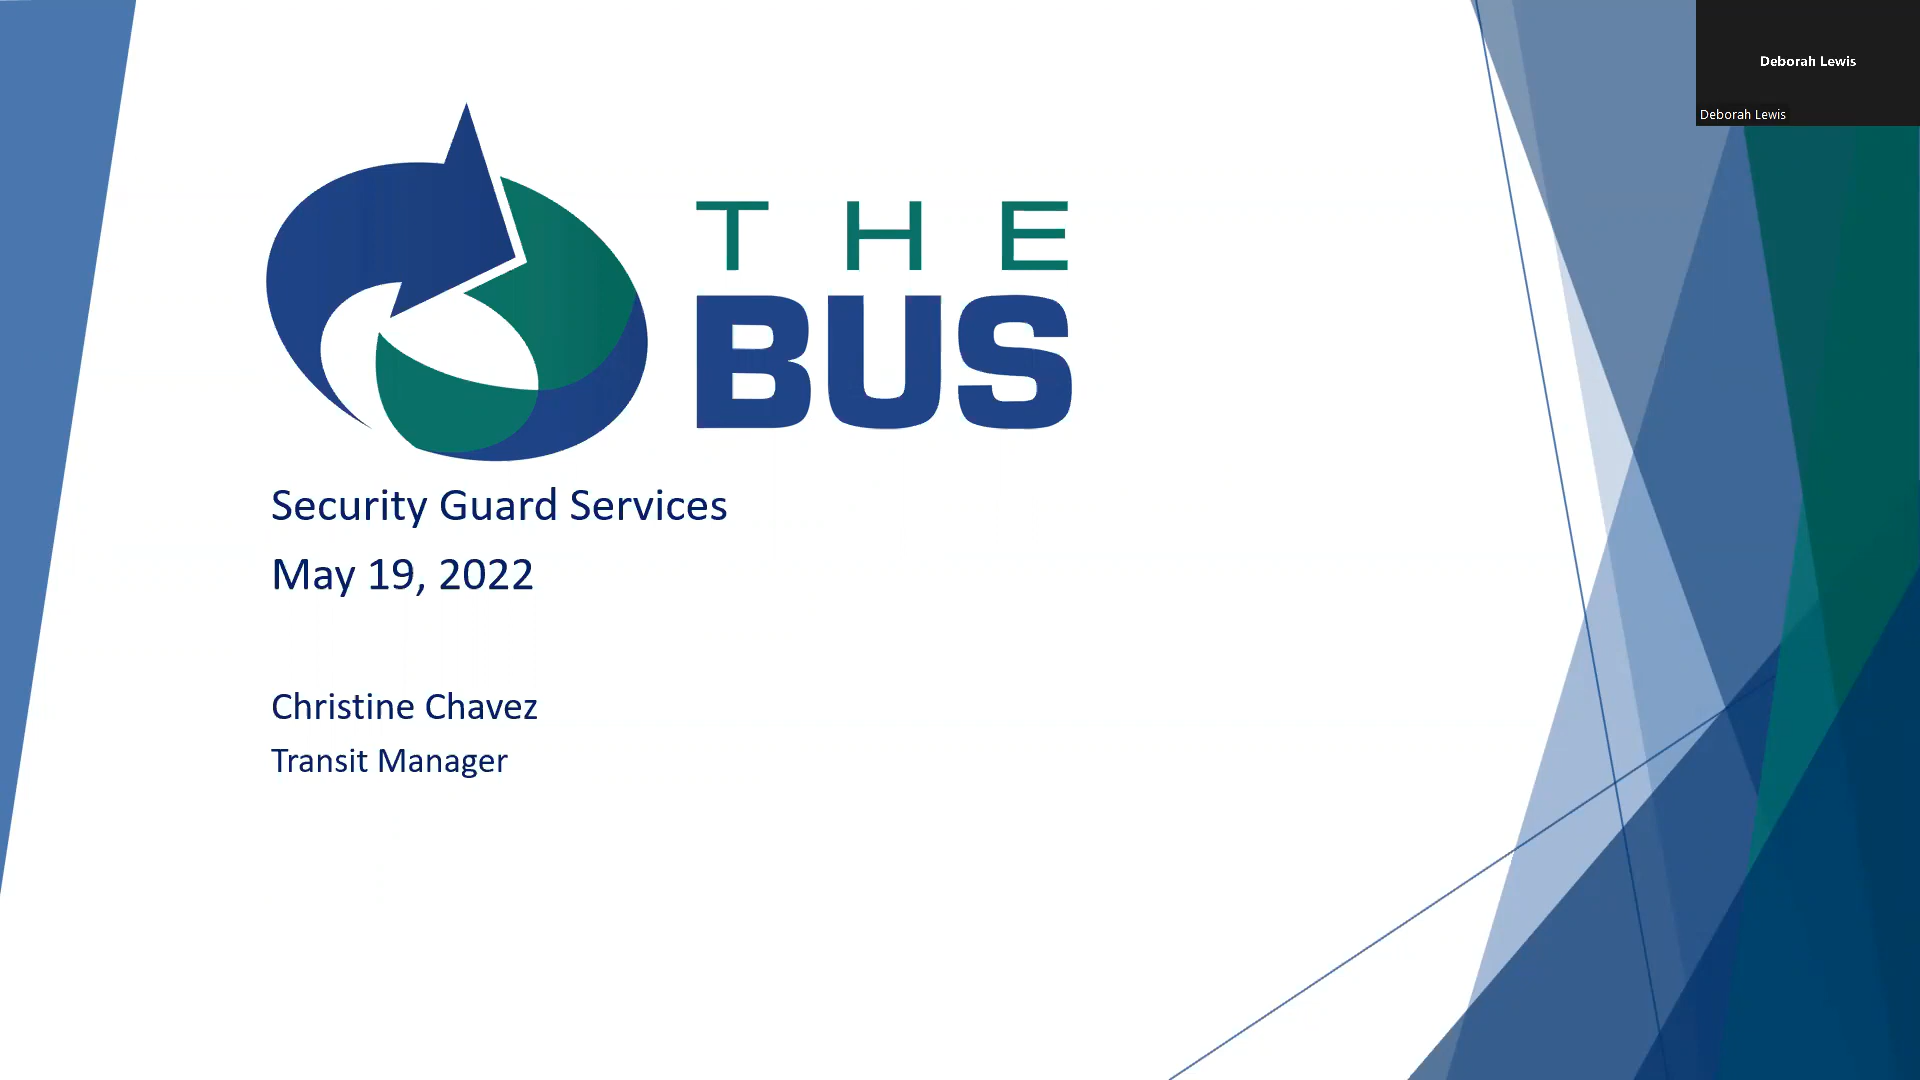 Deborah Lewis
Deborah Lewis
THE
BUS
Security Guard Services
May 19, 2022
Christine Chavez
Transit Manager